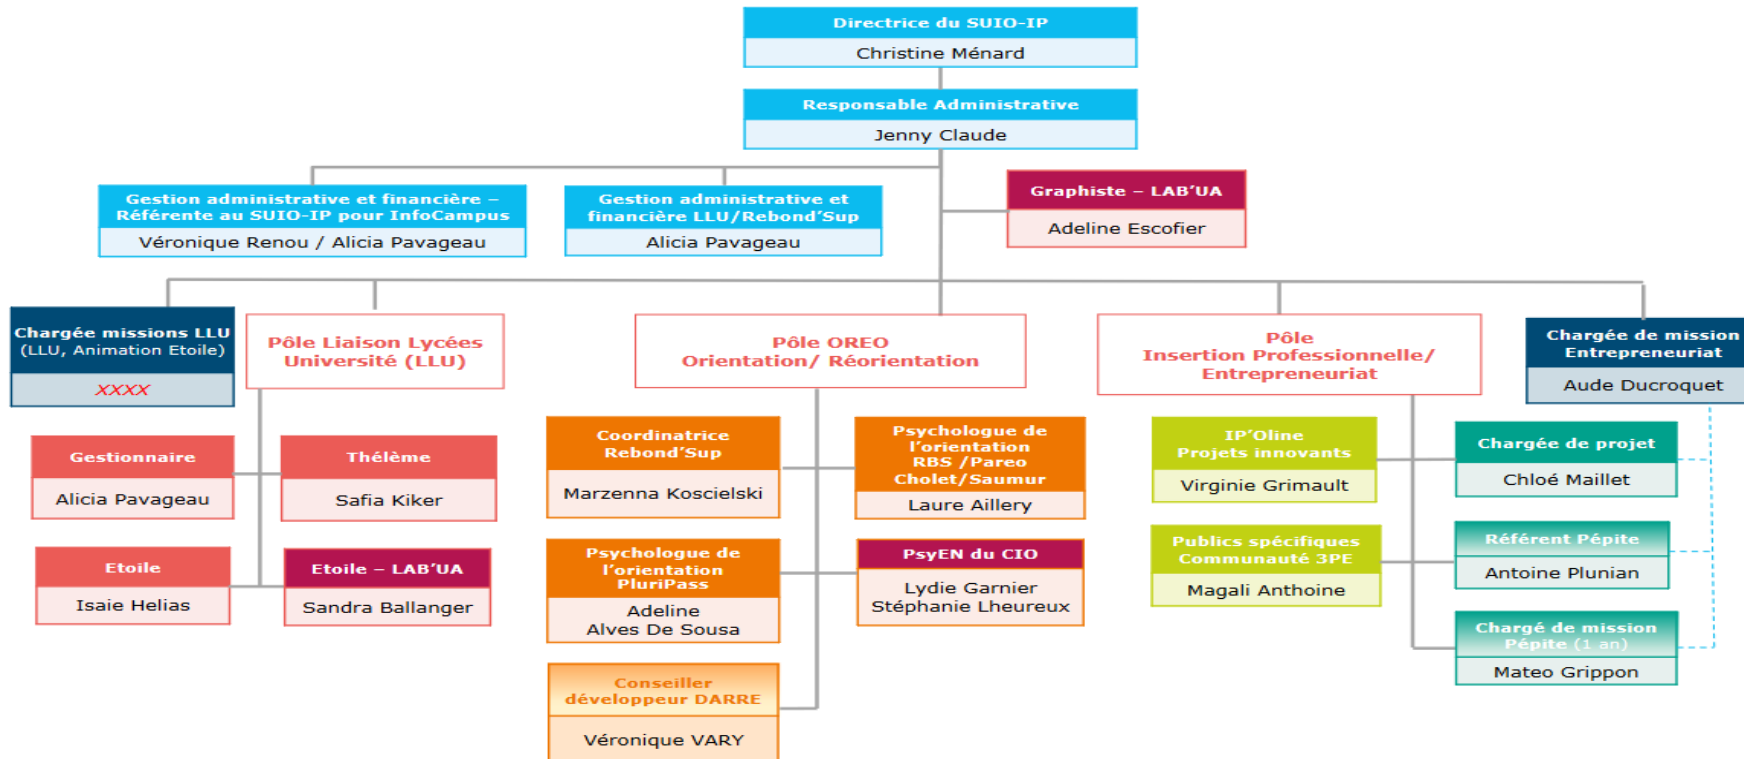 Directrice du SUIO-IP
Christine Ménard
Responsable Administrative
Jenny Claude
Gestion administrative et financière –
Référente au SUIO-IP pour InfoCampus
Véronique Renou / Alicia Pavageau
Gestion administrative et
financière LLU/Rebond'Sup
Alicia Pavageau
Graphiste – LAB'UA
Adeline Escofier
Chargée missions LLU
(LLU, Animation Etoile)
XXXX
Pôle Liaison Lycées
Université (LLU)
Pôle OREO
Orientation/ Réorientation
Pôle
Insertion Professionnelle/
Entrepreneuriat
Chargée de mission
Entrepreneuriat
Aude Ducroquet
Gestionnaire
Alicia Pavageau
Thélème
Safia Kiker
Etoile
Isaie Helias
Etoile – LAB'UA
Sandra Ballanger
Coordinatrice
Rebond'Sup
Marzenna Koscielski
Psychologue de
l'orientation
RBS /Pareo
Cholet/Saumur
Laure Aillery
Psychologue de
l'orientation
PluriPass
Adeline
Alves De Sousa
PsyEN du CIO
Lydie Garnier
Stéphanie Lheureux
Conseiller
développeur DARRE
Véronique VARY
IP'Oline
Projets innovants
Virginie Grimault
Chargée de projet
Chloé Maillet
Publics spécifiques
Communauté 3PE
Magali Anthoine
Référent Pépite
Antoine Plunian
Chargé de mission
Pépite (1 an)
Mateo Grippon